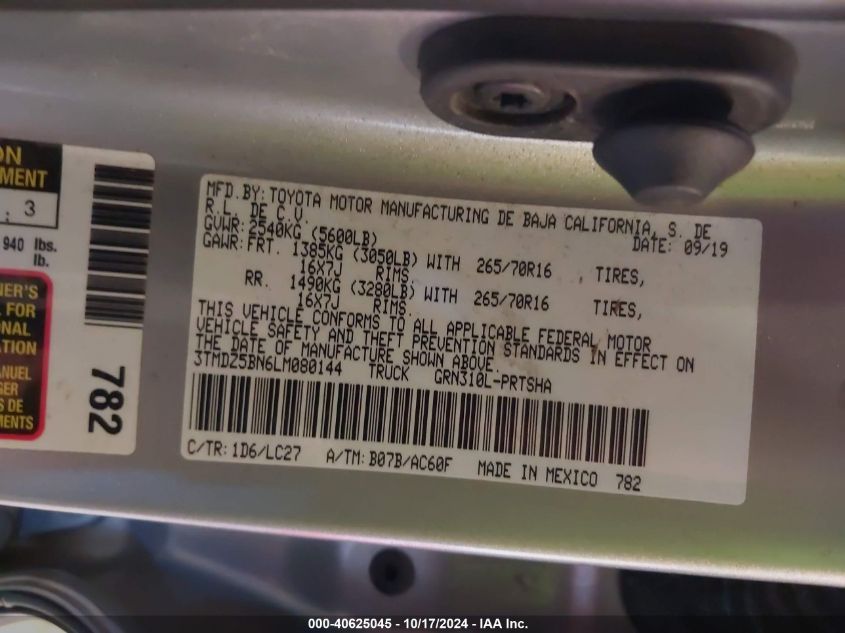 ON
MENT
: 3
940 lbs.
lb.
NER'S
L FOR
ONAL
ATION
ANUEL
GER
S DE
MENTS
782
MFD. BY: TOYOTA MOTOR MANUFACTURING DE BAJA CALIFORNIA, S. DE
R. L. DE C.V. DATE: 09/19
GVWR: 2540KG (5600LB)
GAWR: FRT. 1385KG (3050LB) WITH 265/70R16 , TIRES,
16X7J RIMS.
RR. 1490KG (3280LB) WITH 265/70R16 TIRES,
16X7J RIMS.
THIS VEHICLE CONFORMS TO ALL APPLICABLE FEDERAL MOTOR
VEHICLE SAFETY AND THEFT PREVENTION STANDARDS IN EFFECT ON
THE DATE OF MANUFACTURE SHOWN ABOVE.
3TMDZ5BN6LM080144 TRUCK GRN310L-PRTSHA
C/TR: 1D6/LC27 A/TM: B07B/AC60F MADE IN MEXICO 782
000-40625045 - 10/17/2024 - IAA Inc.